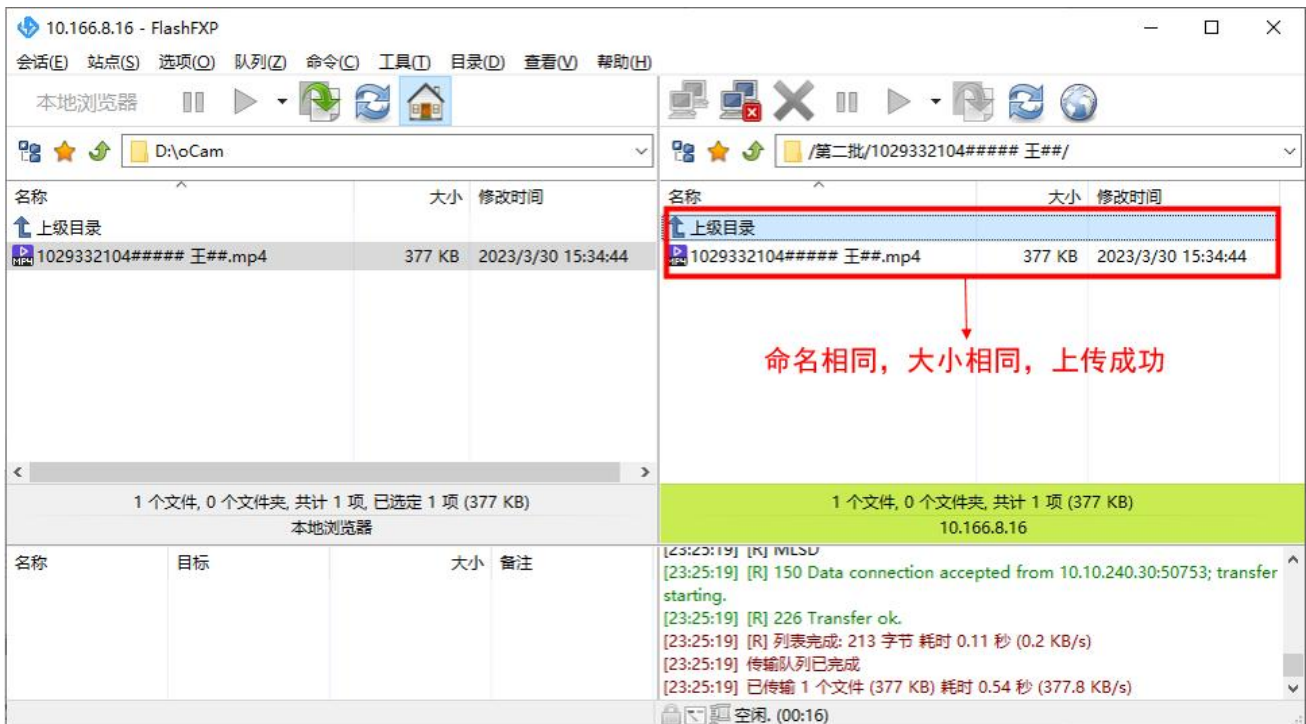 10.166.8.16 - FlashFXP
会话(E) 站点(S) 选项(O) 队列(Z) 命令(C) 工具(T) 目录(D) 查看(V) 帮助(H)
本地浏览器
D:\oCam
/第二批/1029332104##### 王##/
名称 大小 修改时间
上级目录
1029332104##### 王##.mp4 377 KB 2023/3/30 15:34:44
名称 大小 修改时间
上级目录
1029332104##### 王##.mp4 377 KB 2023/3/30 15:34:44
命名相同，大小相同，上传成功
1 个文件, 0 个文件夹, 共计 1 项, 已选定 1 项 (377 KB)
本地浏览器
1 个文件, 0 个文件夹, 共计 1 项 (377 KB)
10.166.8.16
名称 目标 大小 备注
[23:25:19] [R] MLSD
[23:25:19] [R] 150 Data connection accepted from 10.10.240.30:50753; transfer
starting.
[23:25:19] [R] 226 Transfer ok.
[23:25:19] [R] 列表完成: 213 字节 耗时 0.11 秒 (0.2 KB/s)
[23:25:19] 传输队列已完成
[23:25:19] 已传输 1 个文件 (377 KB) 耗时 0.54 秒 (377.8 KB/s)
空闲. (00:16)